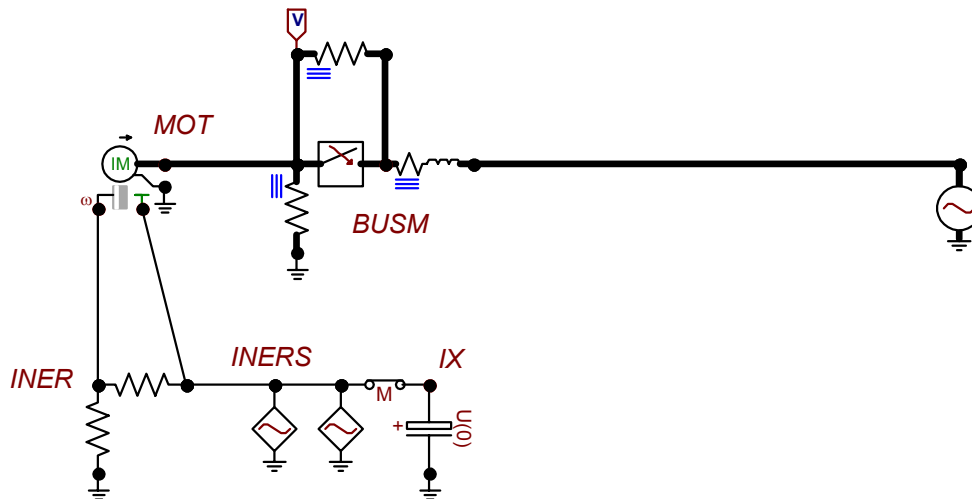 V
MOT
IM
ω
BUSM
INERS
IX
INER
M
+
U(0)